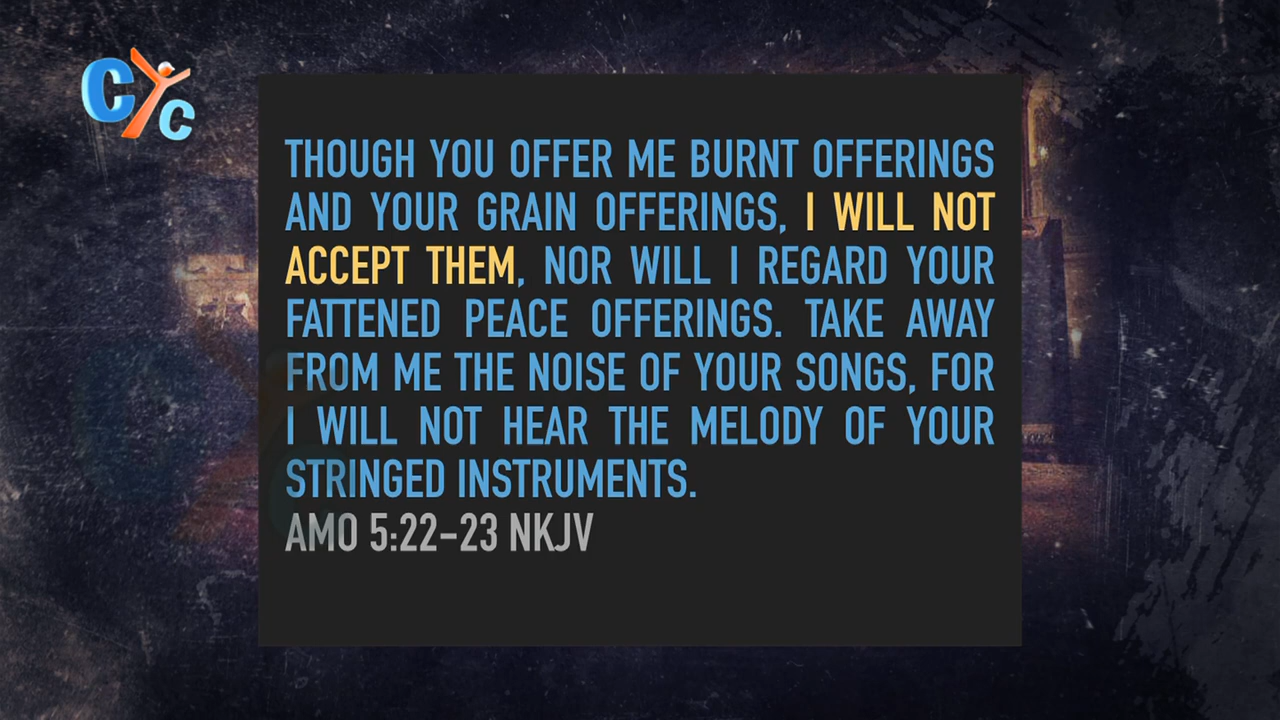 CYC
THOUGH YOU OFFER ME BURNT OFFERINGS
AND YOUR GRAIN OFFERINGS, I WILL NOT
ACCEPT THEM, NOR WILL I REGARD YOUR
FATTENED PEACE OFFERINGS. TAKE AWAY
FROM ME THE NOISE OF YOUR SONGS, FOR
I WILL NOT HEAR THE MELODY OF YOUR
STRINGED INSTRUMENTS.
AMO 5:22-23 NKJV